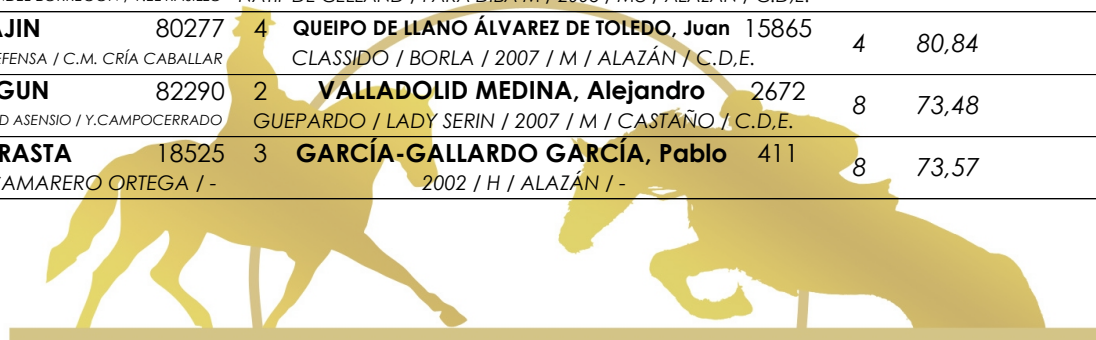 AJIN 80277 4 QUEIPO DE LLANO ÁLVAREZ DE TOLEDO, Juan 15865 4 80,84
EFENSA / C.M. CRÍA CABALLAR CLASSIDO / BORLA / 2007 / M / ALAZÁN / C.D,E.
GUN 82290 2 VALLADOLID MEDINA, Alejandro 2672 8 73,48
D ASENSIO / Y.CAMPOCERRADO GUEPARDO / LADY SERIN / 2007 / M / CASTAÑO / C.D,E.
RASTA 18525 3 GARCÍA-GALLARDO GARCÍA, Pablo 411 8 73,57
CAMARERO ORTEGA / - 2002 / H / ALAZÁN / -